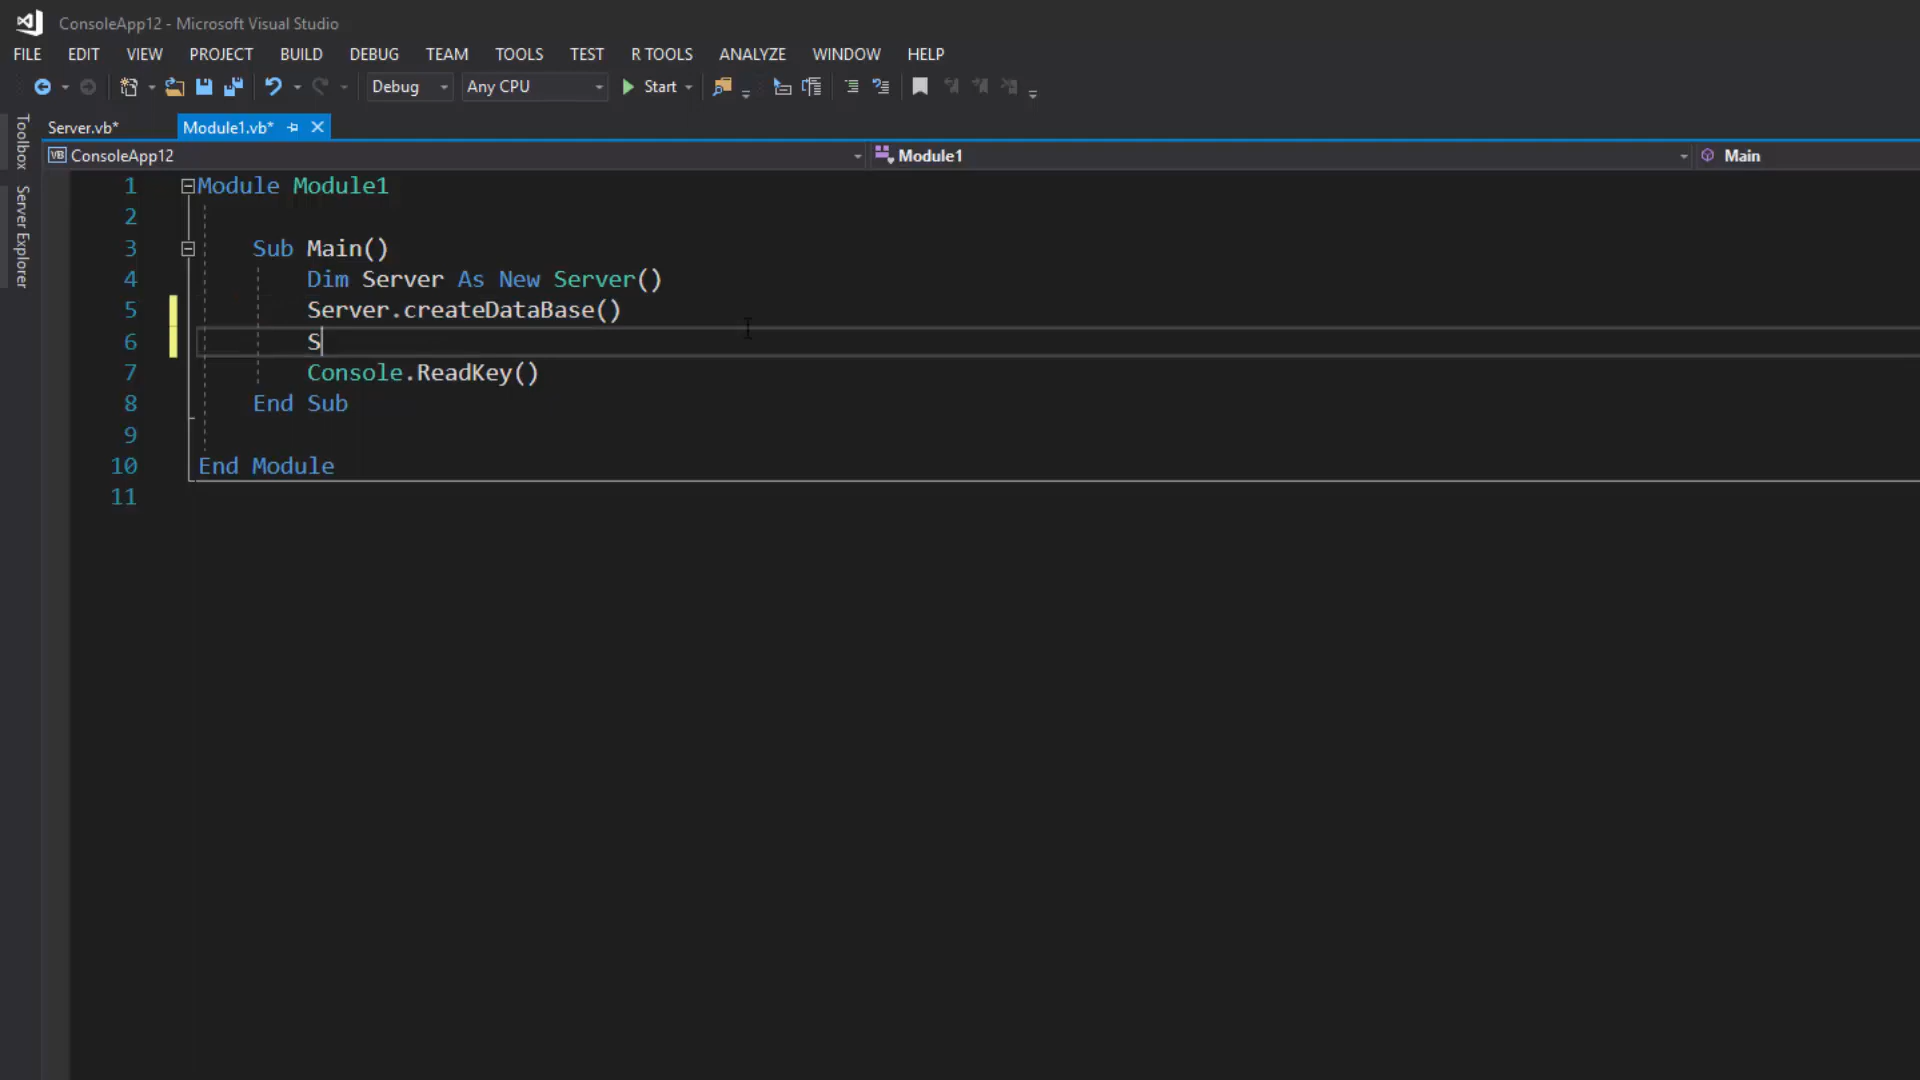 ConsoleApp12 - Microsoft Visual Studio
FILE EDIT VIEW PROJECT BUILD DEBUG TEAM TOOLS TEST R TOOLS ANALYZE WINDOW HELP
Debug Any CPU Start
Server.vb* Module1.vb*
VB ConsoleApp12 Module1 Main
Toolbox
Server Explorer
1 Module Module1
2
3 Sub Main()
4 Dim Server As New Server()
5 Server.createDataBase()
6 S
7 Console.ReadKey()
8 End Sub
9
10 End Module
11